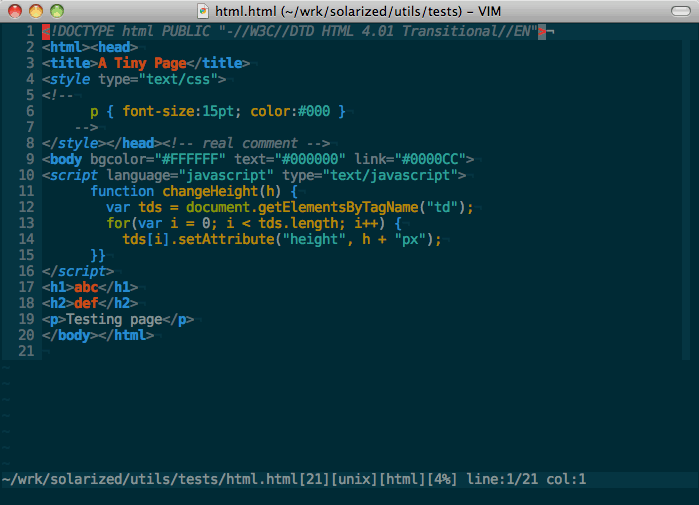 html.html (~/wrk/solarized/utils/tests) – VIM
1 <!DOCTYPE html PUBLIC "-//W3C//DTD HTML 4.01 Transitional//EN">¬
2 <html><head>¬
3 <title>A Tiny Page</title>¬
4 <style type="text/css">¬
5 <!--¬
6       p { font-size:15pt; color:#000 }¬
7     -->¬
8 </style></head><!-- real comment -->¬
9 <body bgcolor="#FFFFFF" text="#000000" link="#0000CC">¬
10 <script language="javascript" type="text/javascript">¬
11       function changeHeight(h) {¬
12         var tds = document.getElementsByTagName("td");¬
13         for(var i = 0; i < tds.length; i++) {¬
14           tds[i].setAttribute("height", h + "px");¬
15       }}¬
16 </script>¬
17 <h1>abc</h1>¬
18 <h2>def</h2>¬
19 <p>Testing page</p>¬
20 </body></html>¬
21 ¬
~
~
~
~
~
~
~
~/wrk/solarized/utils/tests/html.html[21][unix][html][4%] line:1/21 col:1